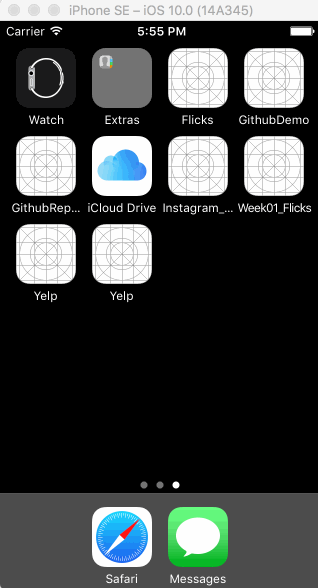 iPhone SE – iOS 10.0 (14A345)
Carrier 5:55 PM
Watch Extras Flicks GithubDemo
GithubRep... iCloud Drive Instagram_... Week01_Flicks
Yelp Yelp
Safari Messages